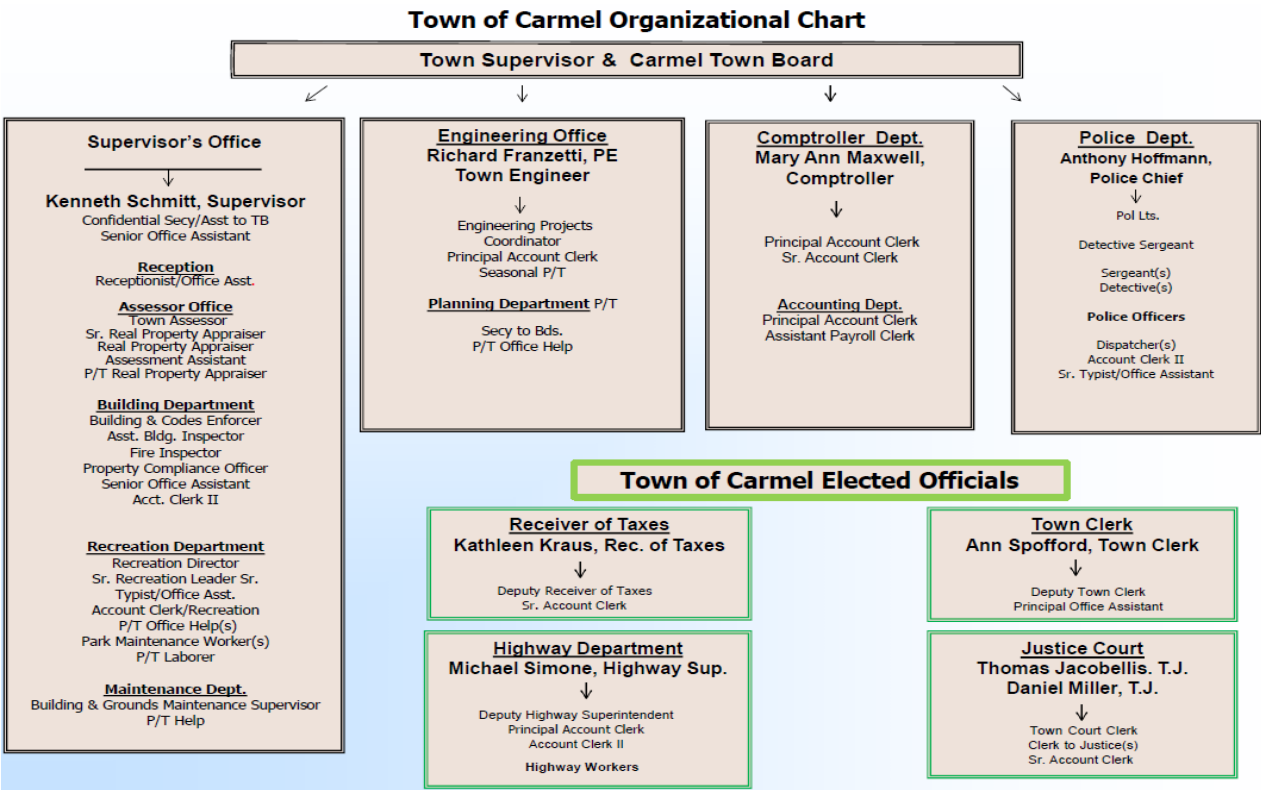 Town of Carmel Organizational Chart
Town Supervisor & Carmel Town Board
Supervisor's Office
Kenneth Schmitt, Supervisor
Confidential Secy/Asst to TB
Senior Office Assistant
Reception
Receptionist/Office Asst.
Assessor Office
Town Assessor
Sr. Real Property Appraiser
Real Property Appraiser
Assessment Assistant
P/T Real Property Appraiser
Building Department
Building & Codes Enforcer
Asst. Bldg. Inspector
Fire Inspector
Property Compliance Officer
Senior Office Assistant
Acct. Clerk II
Recreation Department
Recreation Director
Sr. Recreation Leader Sr.
Typist/Office Asst.
Account Clerk/Recreation
P/T Office Help(s)
Park Maintenance Worker(s)
P/T Laborer
Maintenance Dept.
Building & Grounds Maintenance Supervisor
P/T Help
Engineering Office
Richard Franzetti, PE
Town Engineer
Engineering Projects
Coordinator
Principal Account Clerk
Seasonal P/T
Planning Department P/T
Secy to Bds.
P/T Office Help
Comptroller Dept.
Mary Ann Maxwell,
Comptroller
Principal Account Clerk
Sr. Account Clerk
Accounting Dept.
Principal Account Clerk
Assistant Payroll Clerk
Police Dept.
Anthony Hoffmann,
Police Chief
Pol Lts.
Detective Sergeant
Sergeant(s)
Detective(s)
Police Officers
Dispatcher(s)
Account Clerk II
Sr. Typist/Office Assistant
Town of Carmel Elected Officials
Receiver of Taxes
Kathleen Kraus, Rec. of Taxes
Deputy Receiver of Taxes
Sr. Account Clerk
Town Clerk
Ann Spofford, Town Clerk
Deputy Town Clerk
Principal Office Assistant
Highway Department
Michael Simone, Highway Sup.
Deputy Highway Superintendent
Principal Account Clerk
Account Clerk II
Highway Workers
Justice Court
Thomas Jacobellis. T.J.
Daniel Miller, T.J.
Town Court Clerk
Clerk to Justice(s)
Sr. Account Clerk